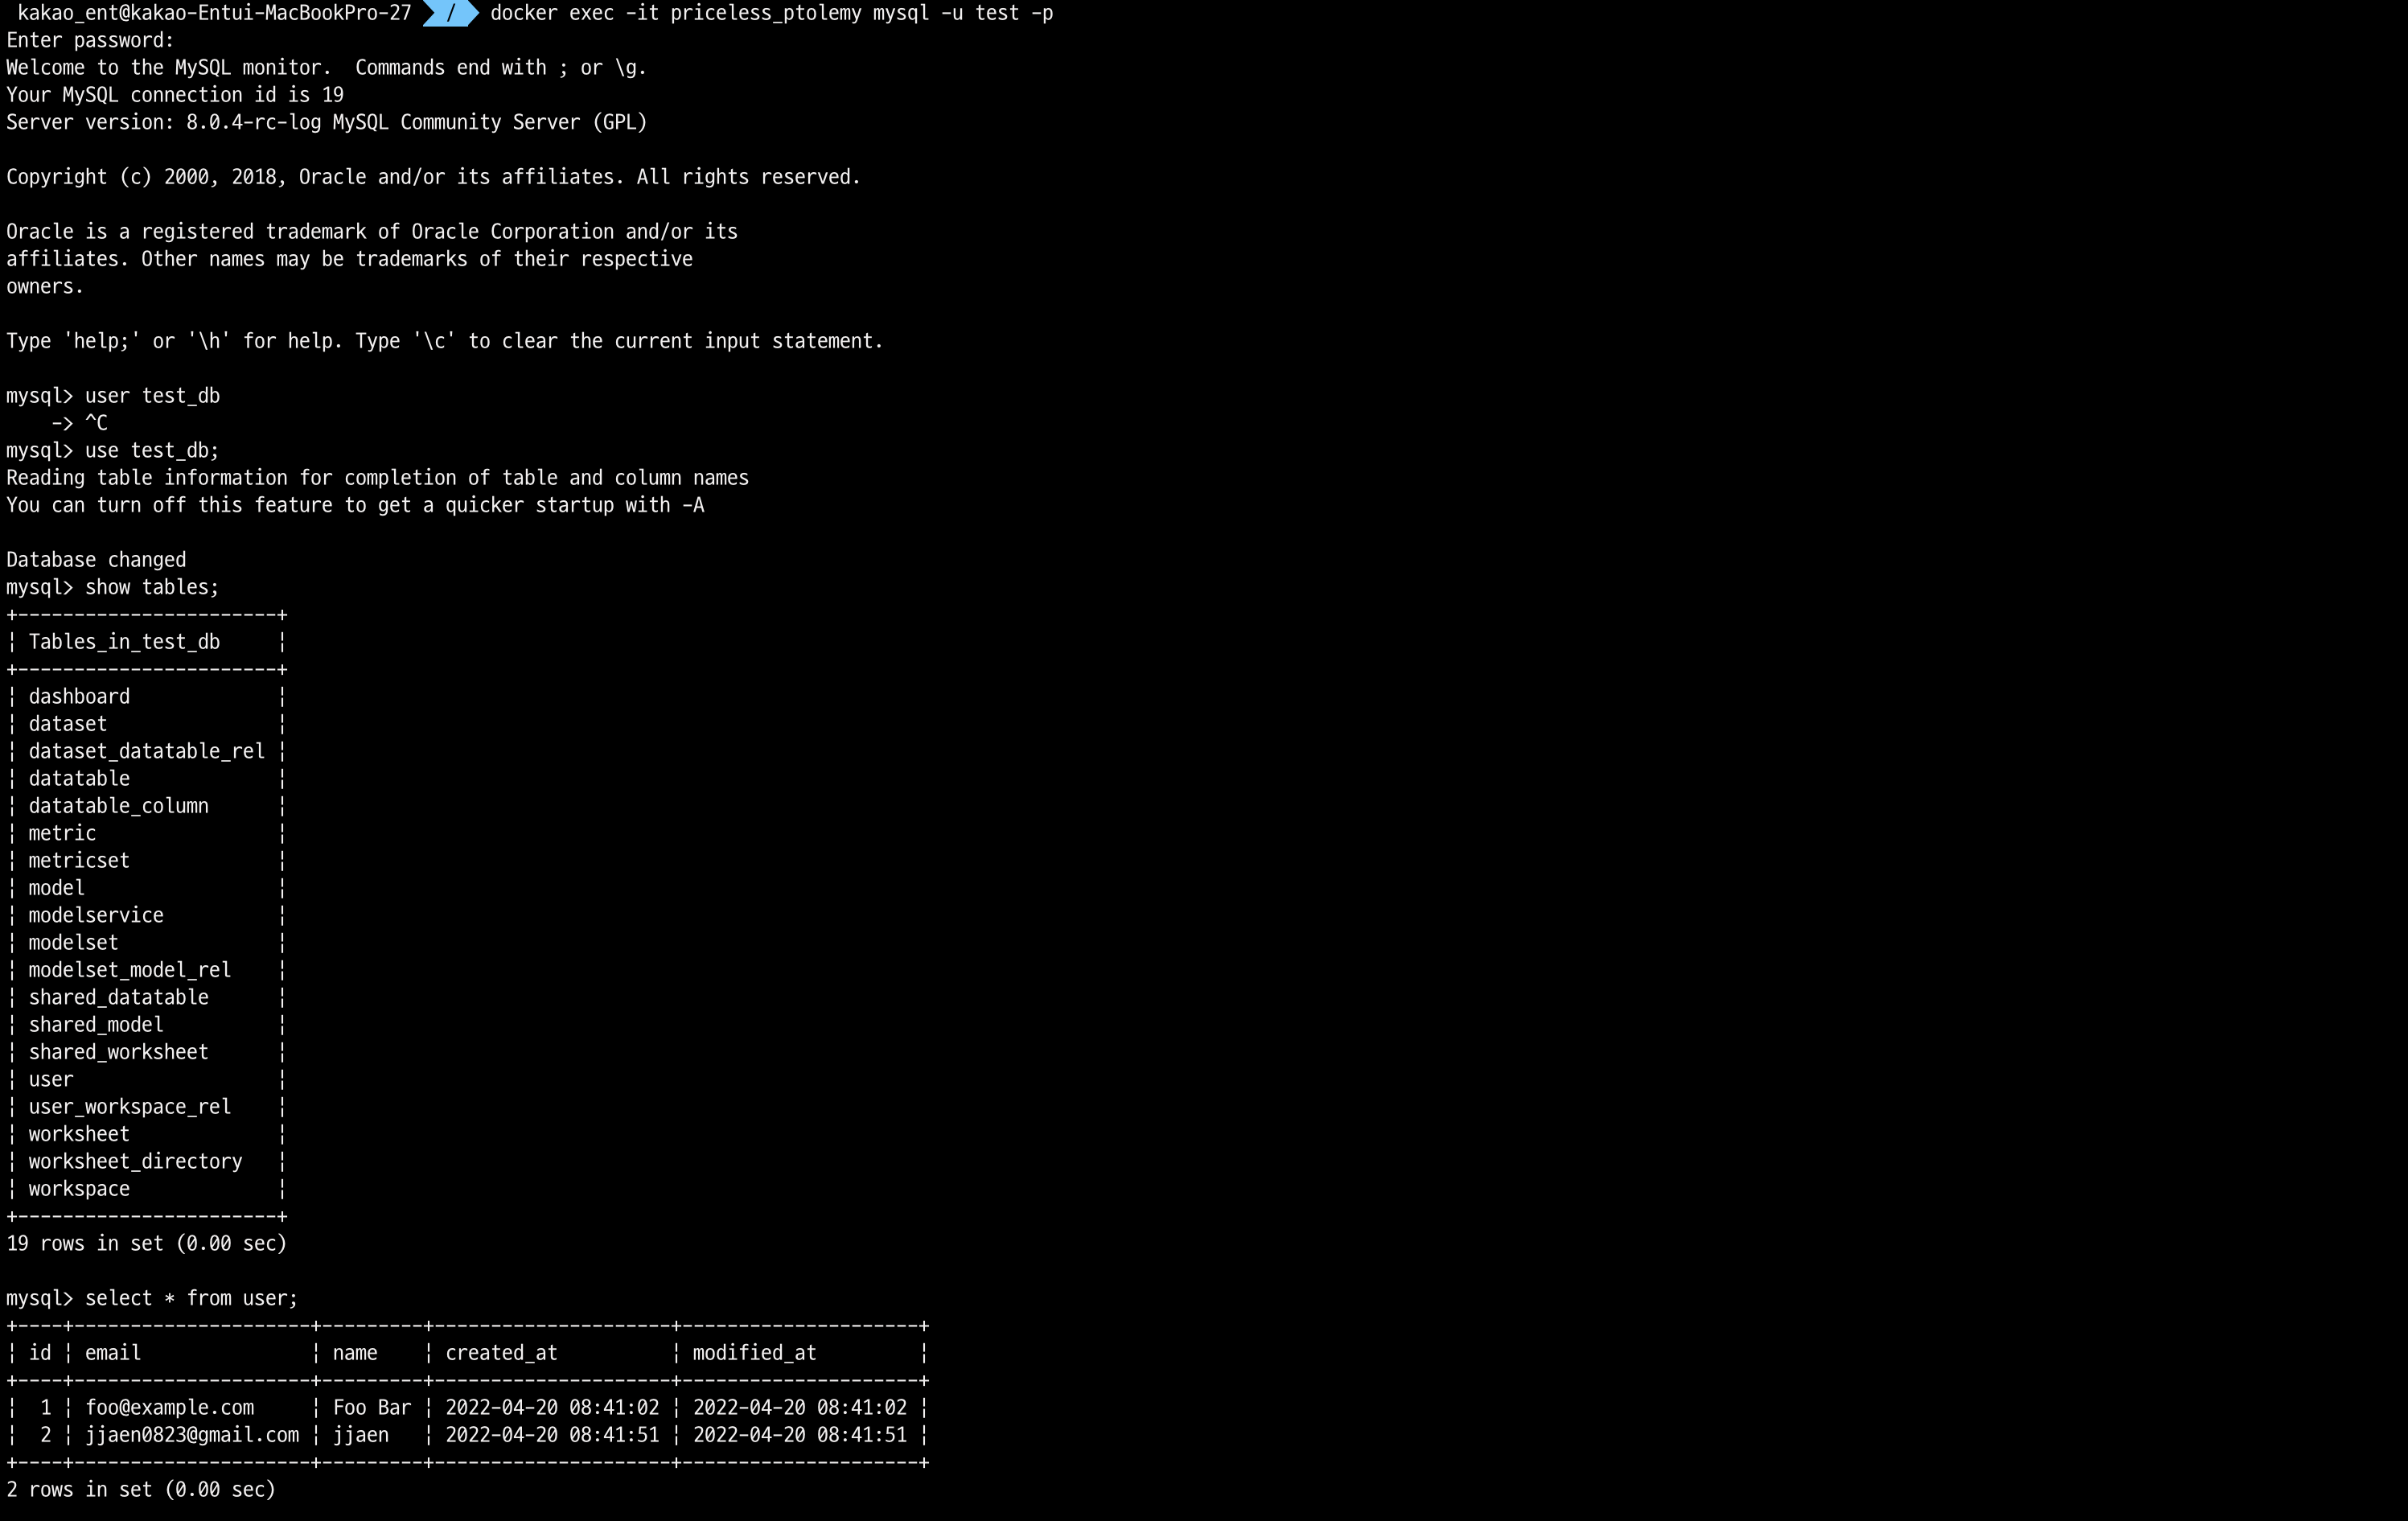 kakao_ent@kakao-Entui-MacBookPro-27 / docker exec -it priceless_ptolemy mysql -u test -p
Enter password:
Welcome to the MySQL monitor.  Commands end with ; or \g.
Your MySQL connection id is 19
Server version: 8.0.4-rc-log MySQL Community Server (GPL)

Copyright (c) 2000, 2018, Oracle and/or its affiliates. All rights reserved.

Oracle is a registered trademark of Oracle Corporation and/or its
affiliates. Other names may be trademarks of their respective
owners.

Type 'help;' or '\h' for help. Type '\c' to clear the current input statement.

mysql> user test_db
    -> ^C
mysql> use test_db;
Reading table information for completion of table and column names
You can turn off this feature to get a quicker startup with -A

Database changed
mysql> show tables;
+-----------------------+
| Tables_in_test_db     |
+-----------------------+
| dashboard             |
| dataset               |
| dataset_datatable_rel |
| datatable             |
| datatable_column      |
| metric                |
| metricset             |
| model                 |
| modelservice          |
| modelset              |
| modelset_model_rel    |
| shared_datatable      |
| shared_model          |
| shared_worksheet      |
| user                  |
| user_workspace_rel    |
| worksheet             |
| worksheet_directory   |
| workspace             |
+-----------------------+
19 rows in set (0.00 sec)

mysql> select * from user;
+----+---------------------+---------+---------------------+---------------------+
| id | email               | name    | created_at          | modified_at         |
+----+---------------------+---------+---------------------+---------------------+
|  1 | foo@example.com     | Foo Bar | 2022-04-20 08:41:02 | 2022-04-20 08:41:02 |
|  2 | jjaen0823@gmail.com | jjaen   | 2022-04-20 08:41:51 | 2022-04-20 08:41:51 |
+----+---------------------+---------+---------------------+---------------------+
2 rows in set (0.00 sec)